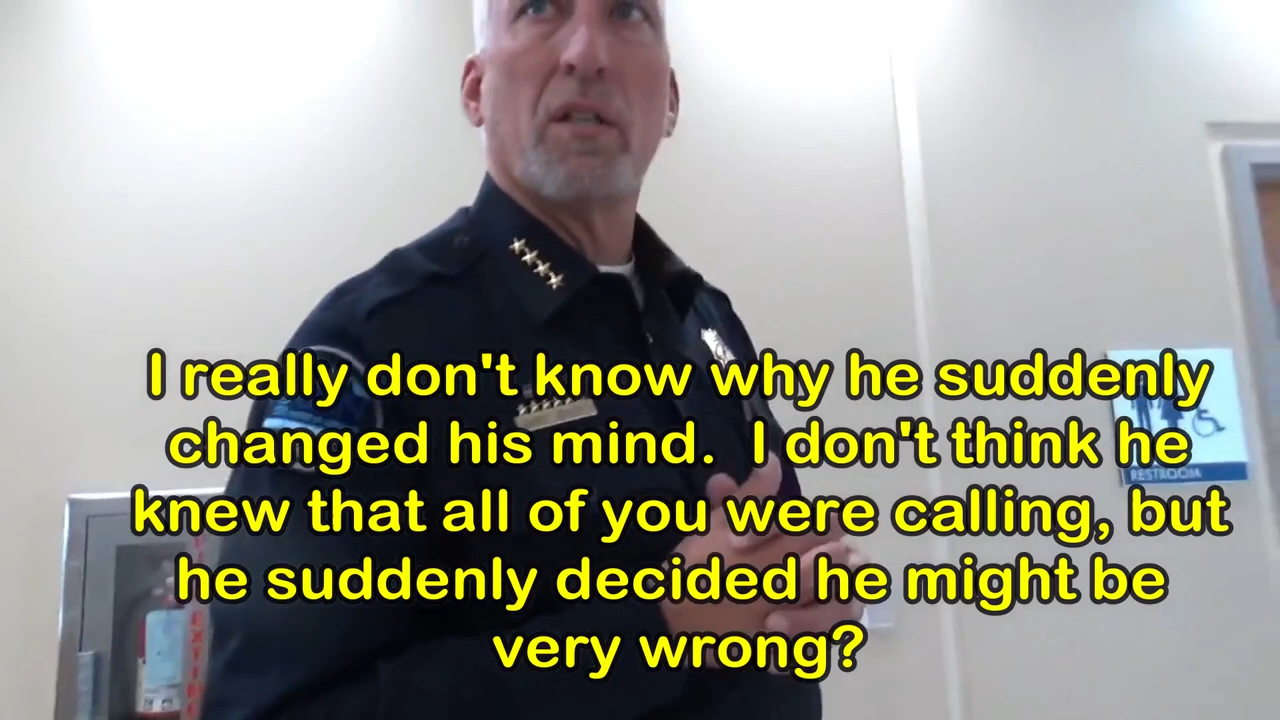 I really don't know why he suddenly
changed his mind.  I don't think he
knew that all of you were calling, but
he suddenly decided he might be
very wrong?
RESTROOM